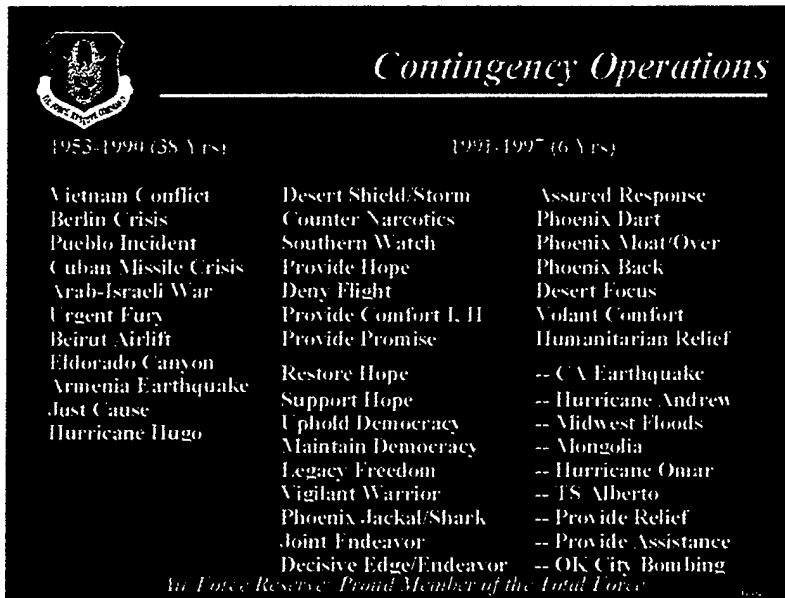 Contingency Operations
1953-1990 (38 Yrs)
1991-1997 (6 Yrs)
Vietnam Conflict
Berlin Crisis
Pueblo Incident
Cuban Missile Crisis
Arab-Israeli War
Urgent Fury
Beirut Airlift
Eldorado Canyon
Armenia Earthquake
Just Cause
Hurricane Hugo
Desert Shield/Storm
Counter Narcotics
Southern Watch
Provide Hope
Deny Flight
Provide Comfort I, II
Provide Promise
Restore Hope
Support Hope
Uphold Democracy
Maintain Democracy
Legacy Freedom
Vigilant Warrior
Phoenix Jackal/Shark
Joint Endeavor
Decisive Edge/Endeavor
Assured Response
Phoenix Dart
Phoenix Moat/Over
Phoenix Back
Desert Focus
Volant Comfort
Humanitarian Relief
-- CA Earthquake
-- Hurricane Andrew
-- Midwest Floods
-- Mongolia
-- Hurricane Omar
-- TS Alberto
-- Provide Relief
-- Provide Assistance
-- OK City Bombing
Air Force Reserve: Proud Member of the Total Force